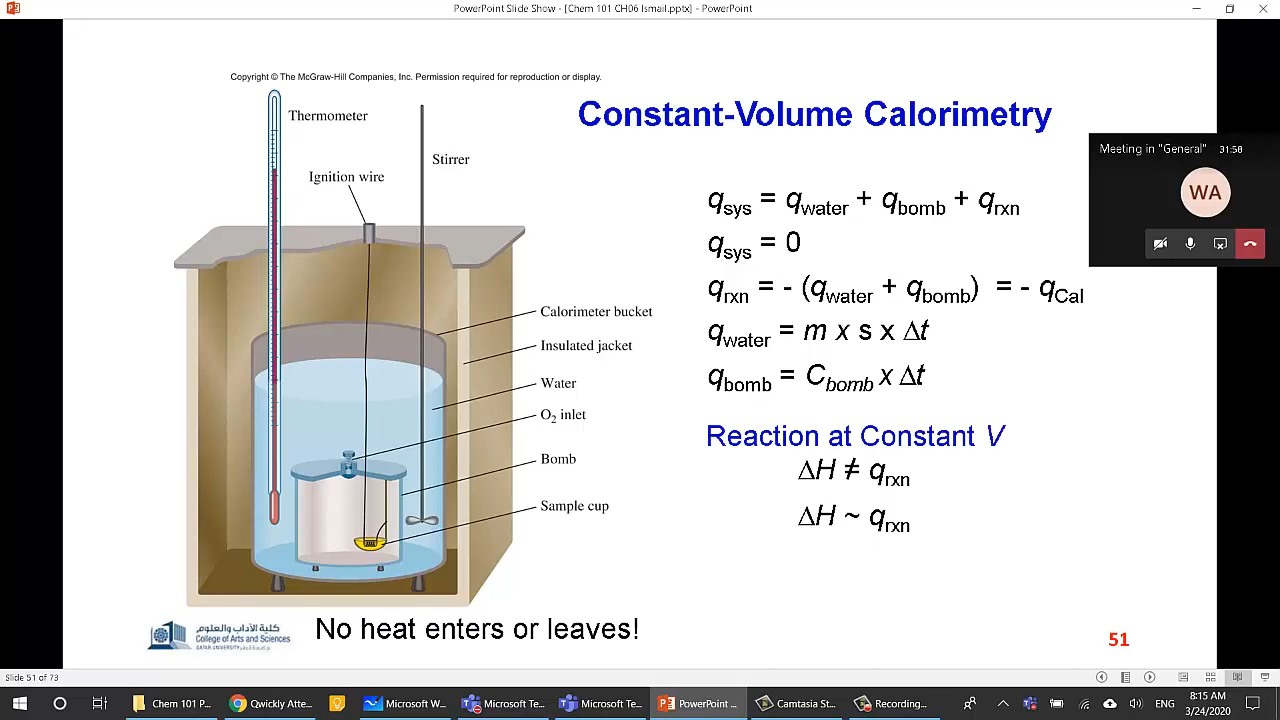 PowerPoint Slide Show - [Chem 101 CH06 Ismail.pptx] - PowerPoint
Copyright © The McGraw-Hill Companies, Inc. Permission required for reproduction or display.
Constant-Volume Calorimetry
Thermometer
Stirrer
Ignition wire
Calorimeter bucket
Insulated jacket
Water
O2 inlet
Bomb
Sample cup
qsys = qwater + qbomb + qrxn
qsys = 0
qrxn = - (qwater + qbomb) = - qCal
qwater = m x s x Δt
qbomb = Cbomb x Δt
Reaction at Constant V
ΔH ≠ qrxn
ΔH ~ qrxn
Meeting in "General" 31:58
WA
كلية الآداب والعلوم
College of Arts and Sciences
QATAR UNIVERSITY
No heat enters or leaves!
51
Slide 51 of 73
Chem 101 P...
Qwickly Atte...
Microsoft W...
Microsoft Te...
Microsoft Te...
PowerPoint ...
Camtasia St...
Recording...
ENG
8:15 AM
3/24/2020